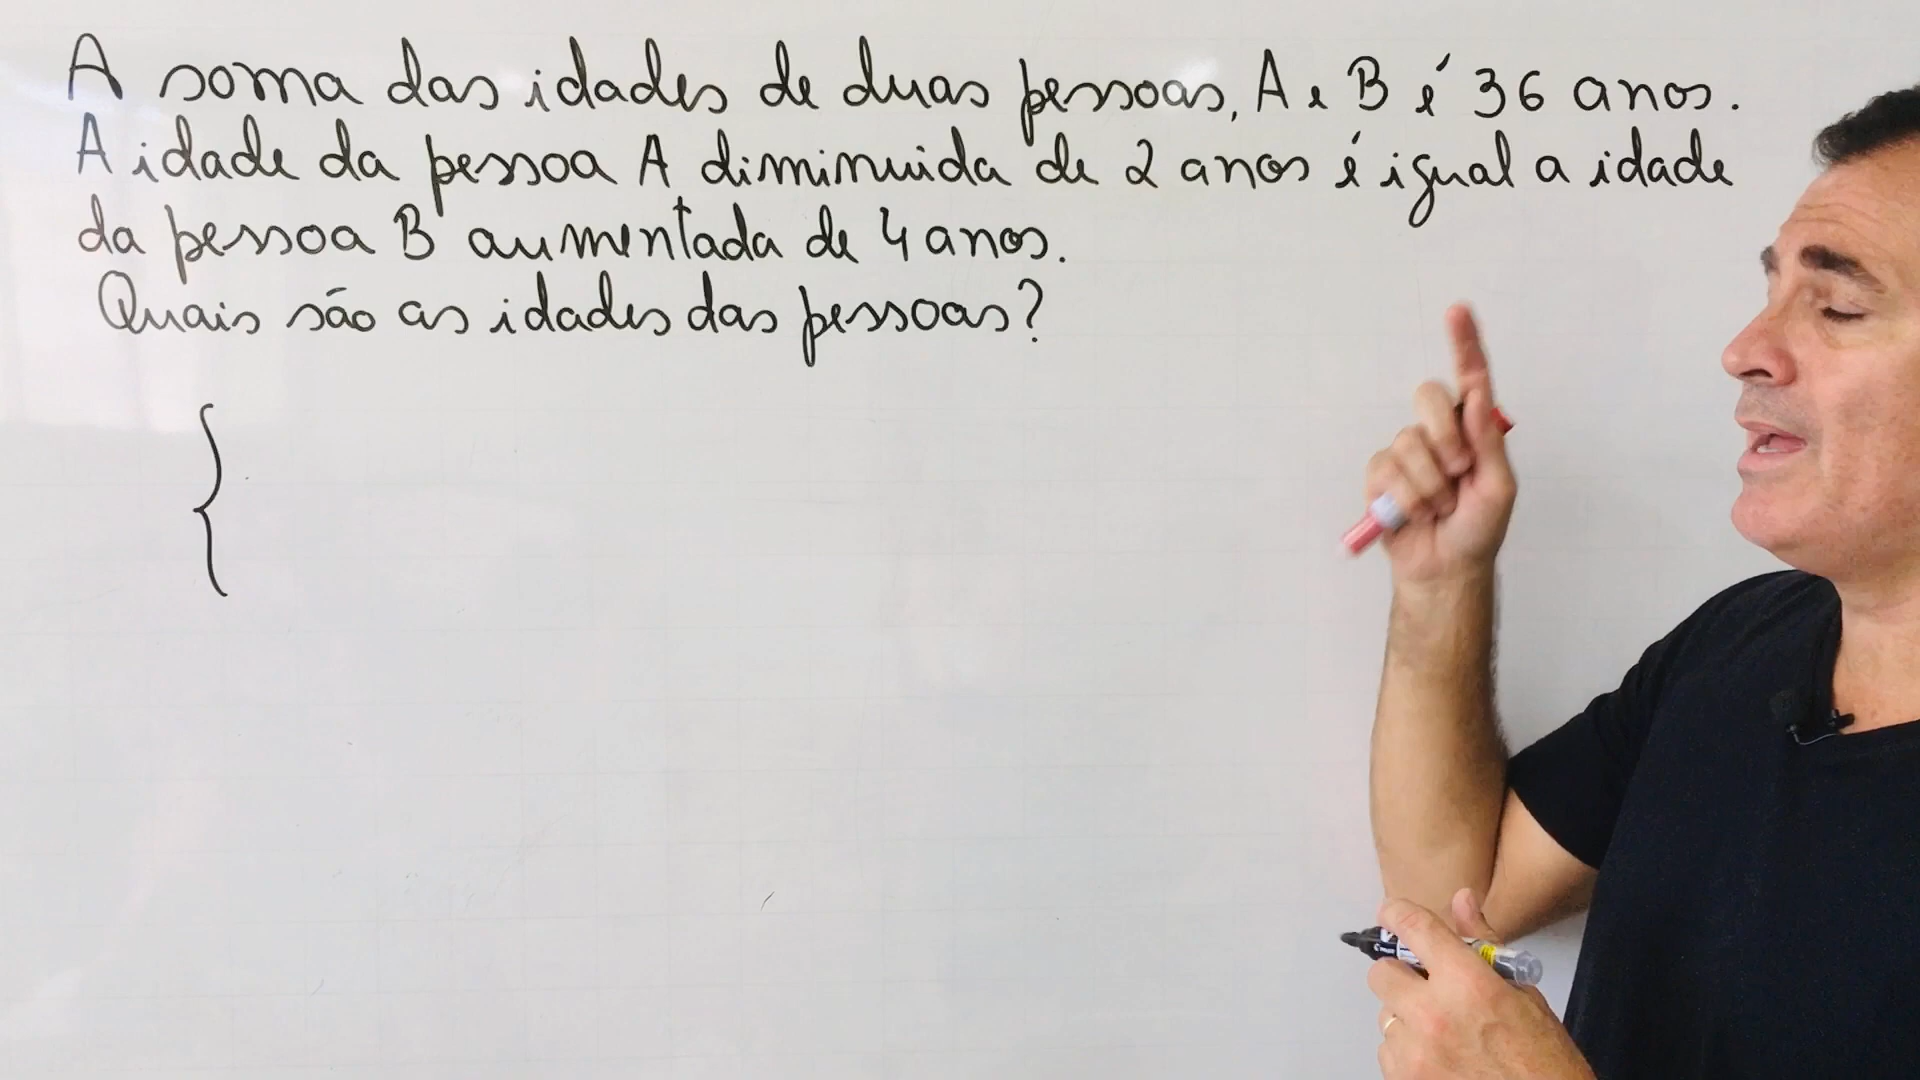 A soma das idades de duas pessoas, A e B é 36 anos.
A idade da pessoa A diminuida de 2 anos é igual a idade
da pessoa B aumentada de 4 anos.
Quais são as idades das pessoas?
{